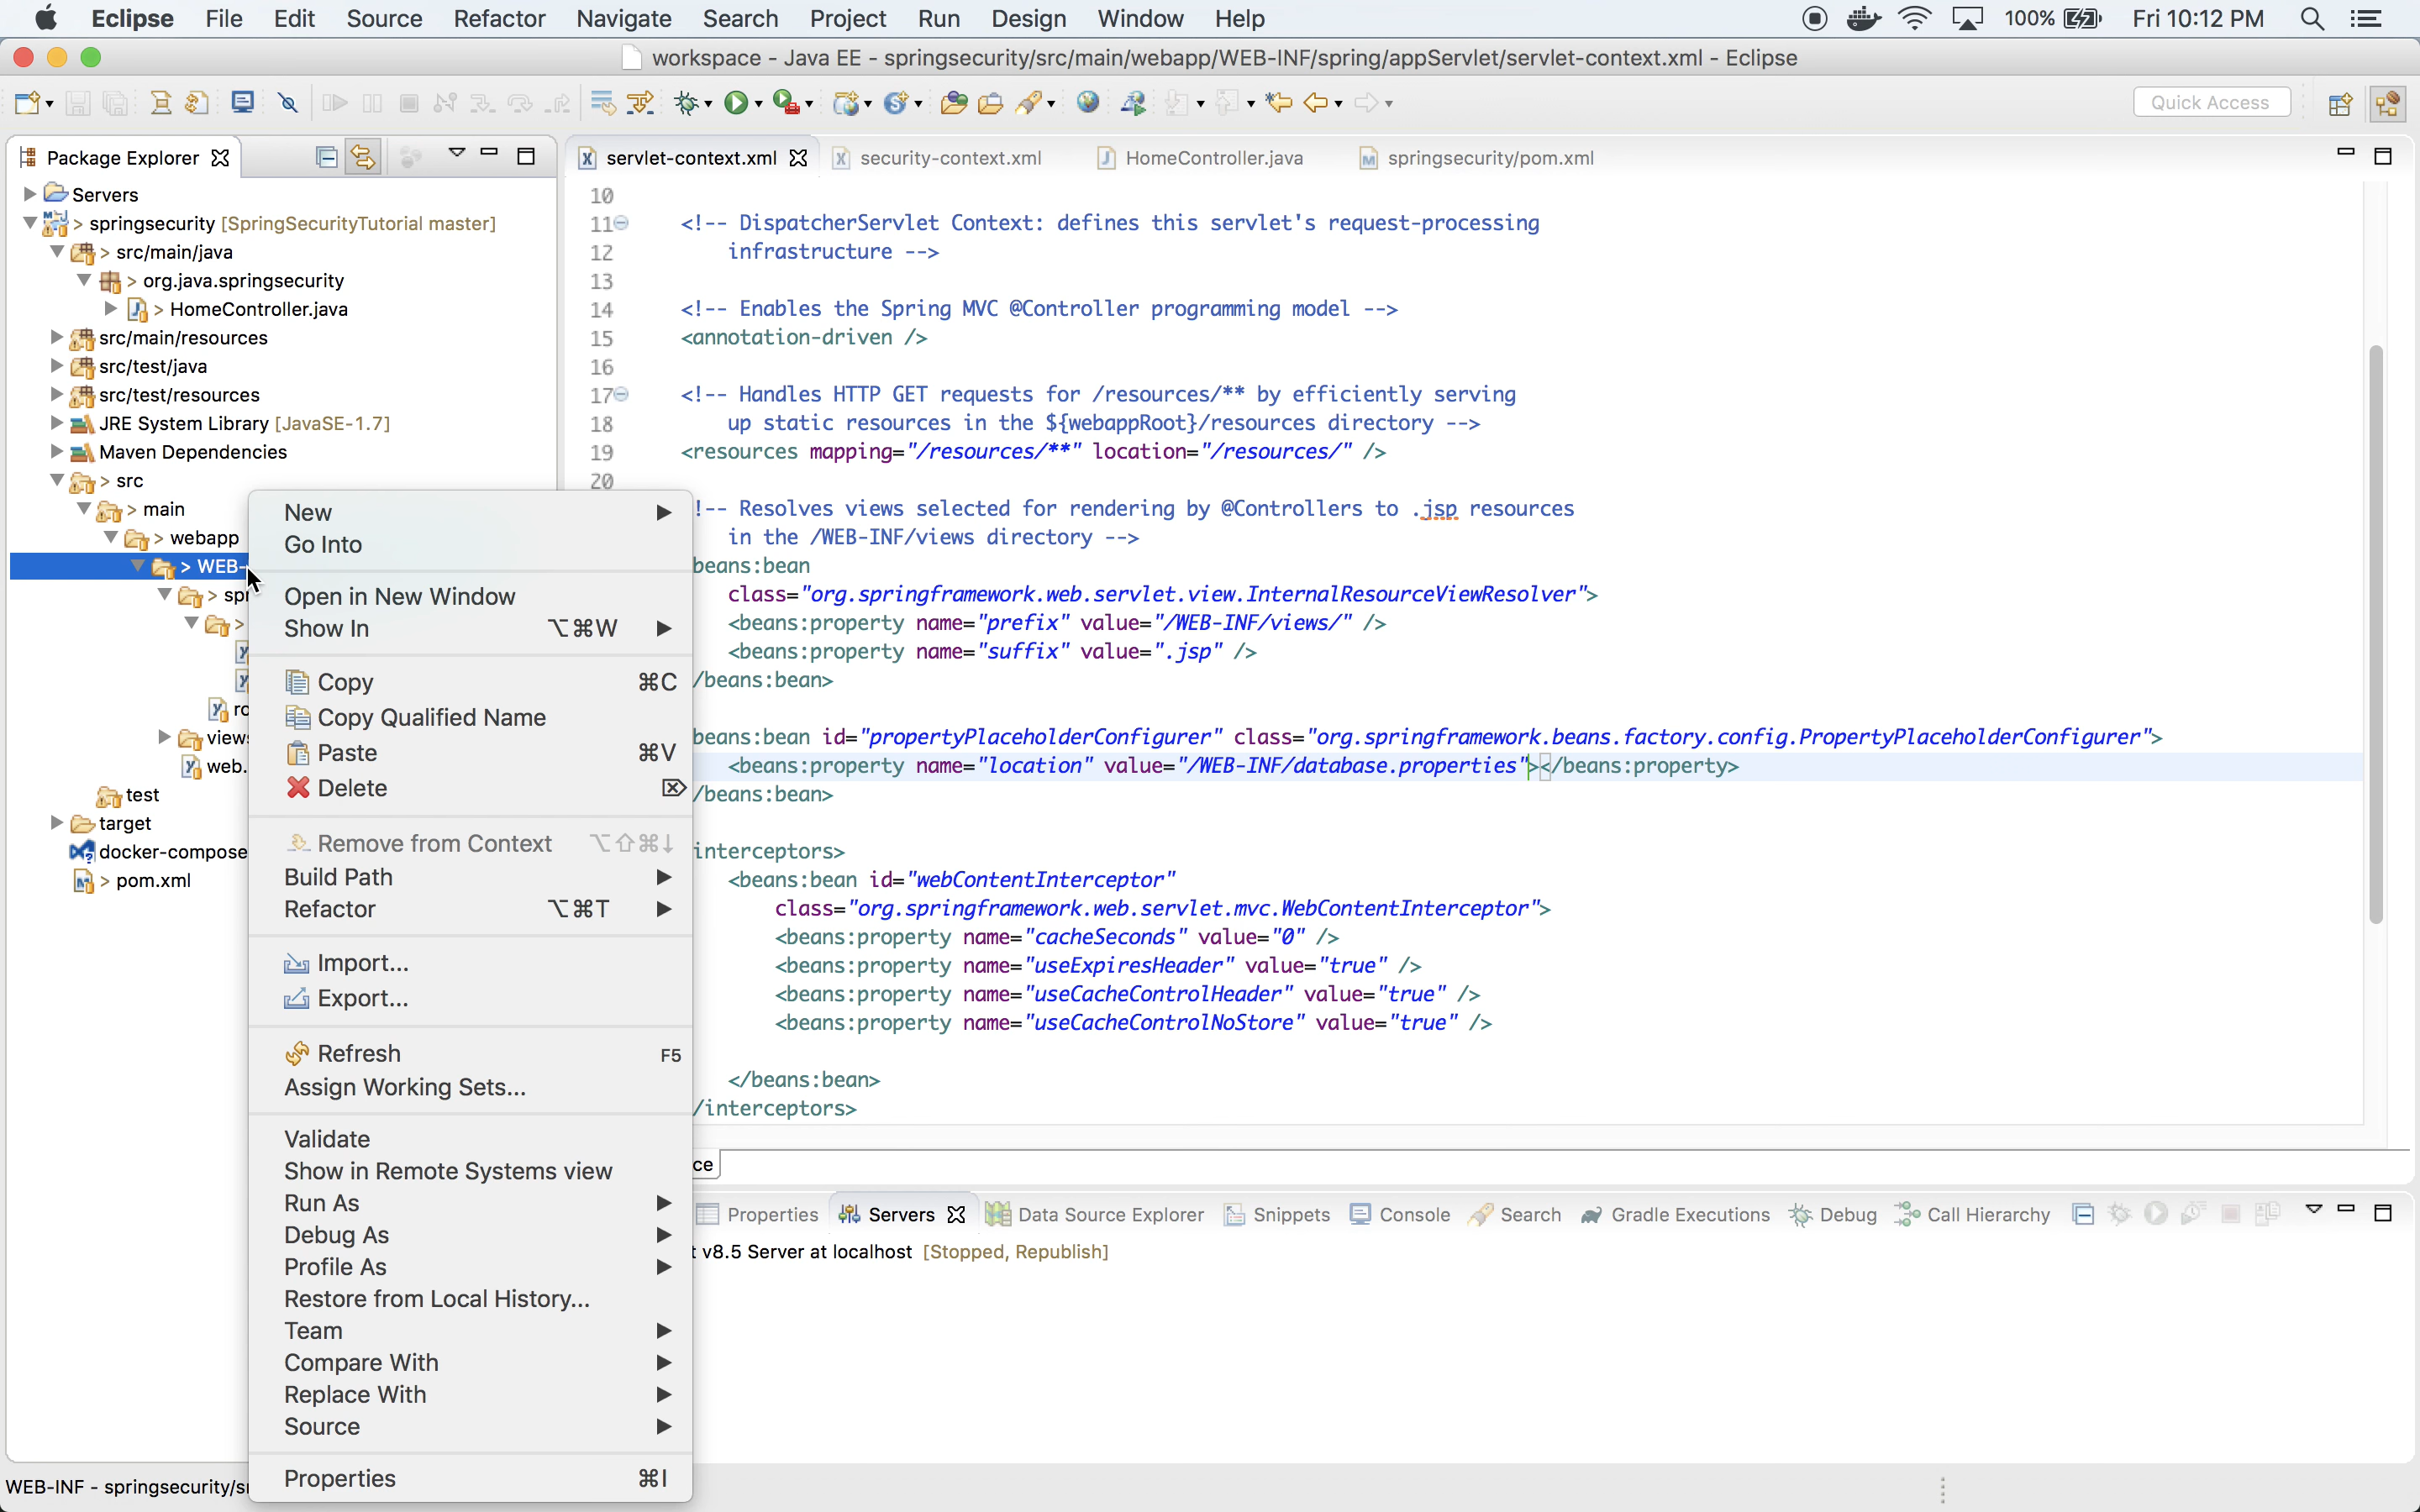 Eclipse File Edit Source Refactor Navigate Search Project Run Design Window Help 100% Fri 10:12 PM
workspace - Java EE - springsecurity/src/main/webapp/WEB-INF/spring/appServlet/servlet-context.xml - Eclipse
Quick Access
Package Explorer
Servers
> springsecurity [SpringSecurityTutorial master]
> src/main/java
> org.java.springsecurity
> HomeController.java
src/main/resources
src/test/java
src/test/resources
JRE System Library [JavaSE-1.7]
Maven Dependencies
> src
> main
> webapp
> WEB-
> spr
>
ro
views
web.
test
target
docker-compose
> pom.xml
New
Go Into
Open in New Window
Show In ⌥⌘W
Copy ⌘C
Copy Qualified Name
Paste ⌘V
Delete ⌦
Remove from Context ⌥⇧⌘↓
Build Path
Refactor ⌥⌘T
Import...
Export...
Refresh F5
Assign Working Sets...
Validate
Show in Remote Systems view
Run As
Debug As
Profile As
Restore from Local History...
Team
Compare With
Replace With
Source
Properties ⌘I
servlet-context.xml security-context.xml HomeController.java springsecurity/pom.xml
10
11 <!-- DispatcherServlet Context: defines this servlet's request-processing
12 infrastructure -->
13
14 <!-- Enables the Spring MVC @Controller programming model -->
15 <annotation-driven />
16
17 <!-- Handles HTTP GET requests for /resources/** by efficiently serving
18 up static resources in the ${webappRoot}/resources directory -->
19 <resources mapping="/resources/**" location="/resources/" />
20
!-- Resolves views selected for rendering by @Controllers to .jsp resources
in the /WEB-INF/views directory -->
beans:bean
class="org.springframework.web.servlet.view.InternalResourceViewResolver">
<beans:property name="prefix" value="/WEB-INF/views/" />
<beans:property name="suffix" value=".jsp" />
/beans:bean>
beans:bean id="propertyPlaceholderConfigurer" class="org.springframework.beans.factory.config.PropertyPlaceholderConfigurer">
<beans:property name="location" value="/WEB-INF/database.properties"></beans:property>
/beans:bean>
interceptors>
<beans:bean id="webContentInterceptor"
class="org.springframework.web.servlet.mvc.WebContentInterceptor">
<beans:property name="cacheSeconds" value="0" />
<beans:property name="useExpiresHeader" value="true" />
<beans:property name="useCacheControlHeader" value="true" />
<beans:property name="useCacheControlNoStore" value="true" />
</beans:bean>
/interceptors>
ce
Properties Servers Data Source Explorer Snippets Console Search Gradle Executions Debug Call Hierarchy
t v8.5 Server at localhost [Stopped, Republish]
WEB-INF - springsecurity/sr